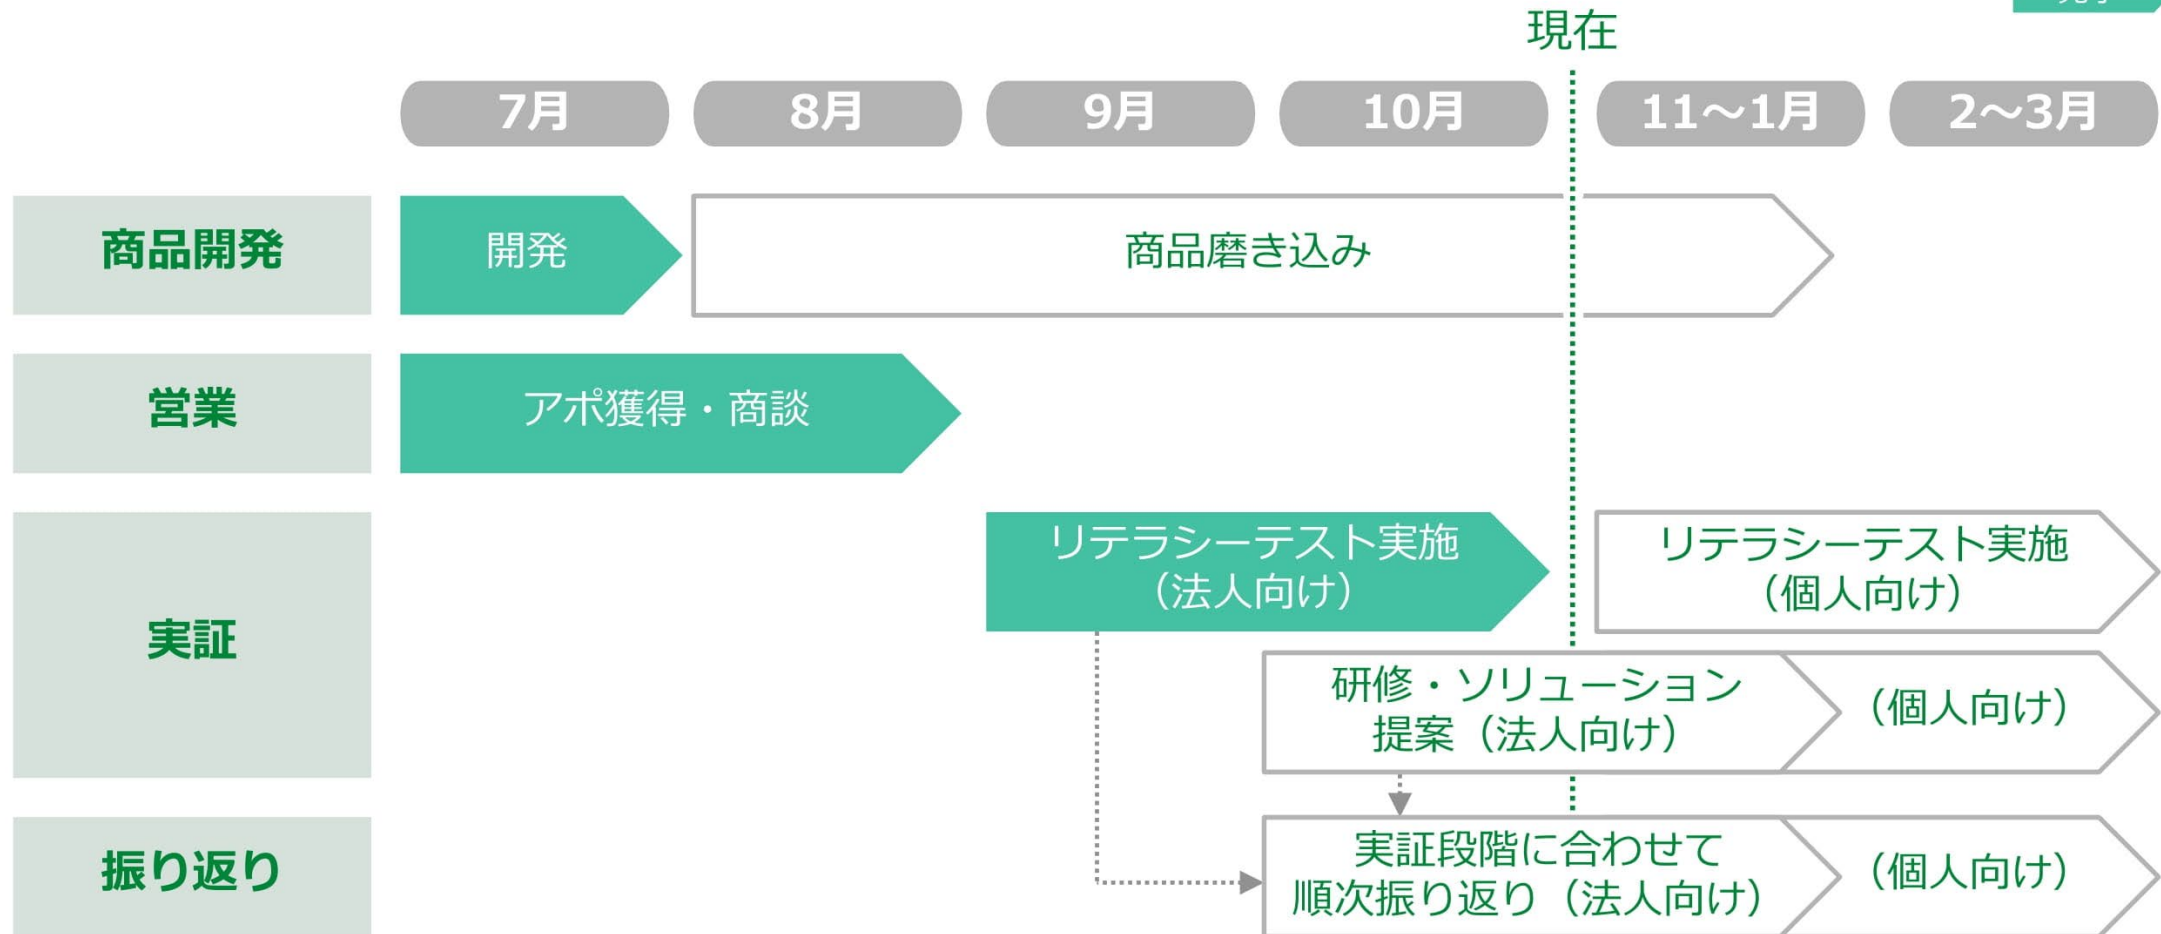 現在
7月
8月
9月
10月
11～1月
2～3月
商品開発
開発
商品磨き込み
営業
アポ獲得・商談
実証
リテラシーテスト実施
（法人向け）
リテラシーテスト実施
（個人向け）
研修・ソリューション
提案（法人向け）
（個人向け）
振り返り
実証段階に合わせて
順次振り返り（法人向け）
（個人向け）